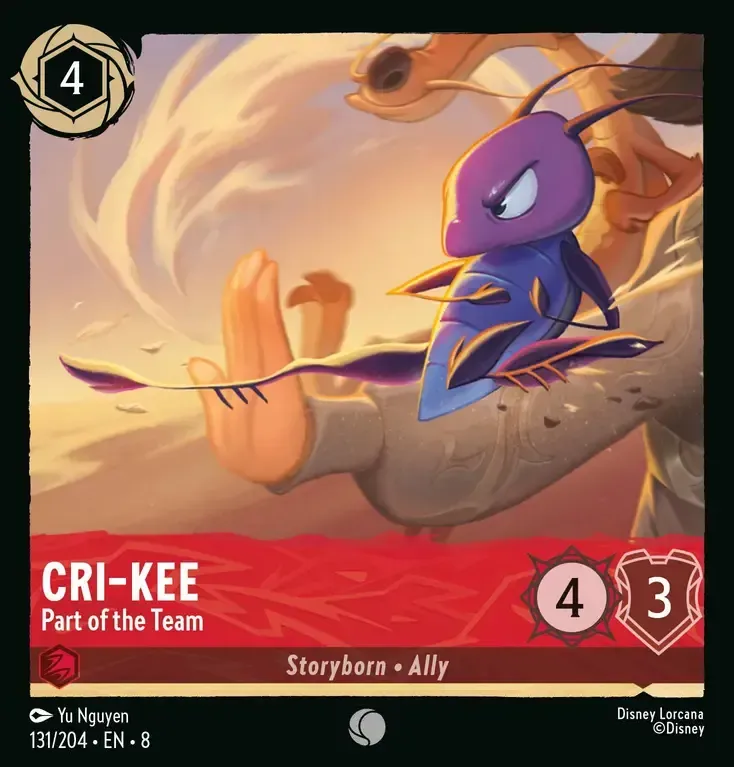 4
CRI-KEE
Part of the Team
4 3
Storyborn • Ally
Yu Nguyen
131/204 • EN • 8
Disney Lorcana
©Disney